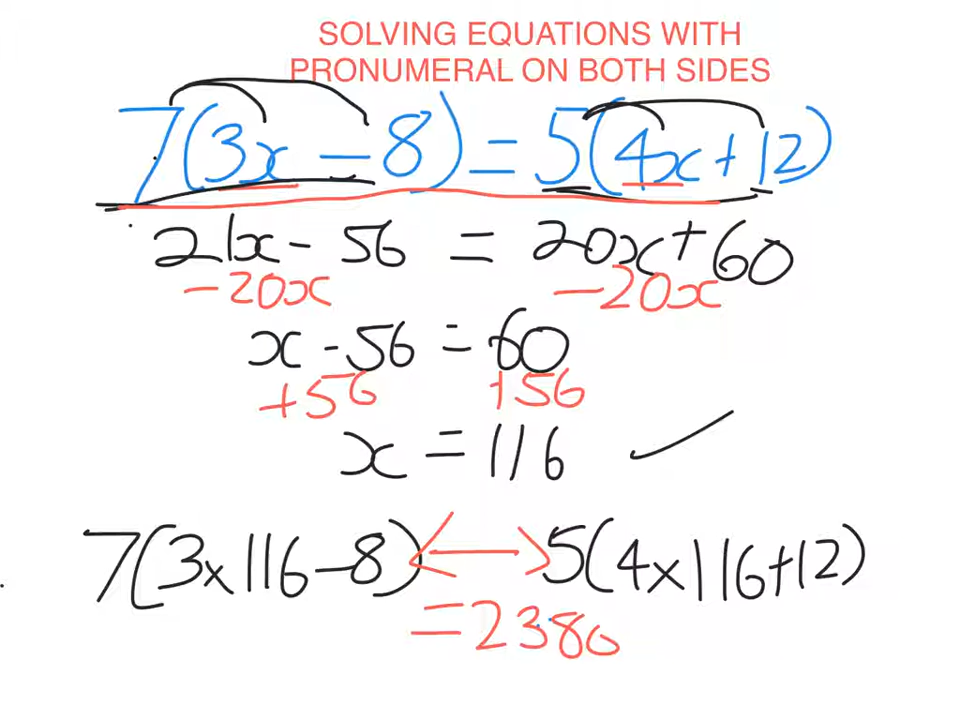 SOLVING EQUATIONS WITH
PRONUMERAL ON BOTH SIDES
7(3x - 8) = 5(4x + 12)
21x - 56 = 20x + 60
-20x -20x
x - 56 = 60
+56 +56
x = 116 ✓
7(3x116-8) ⟷ 5(4x116+12)
= 2380